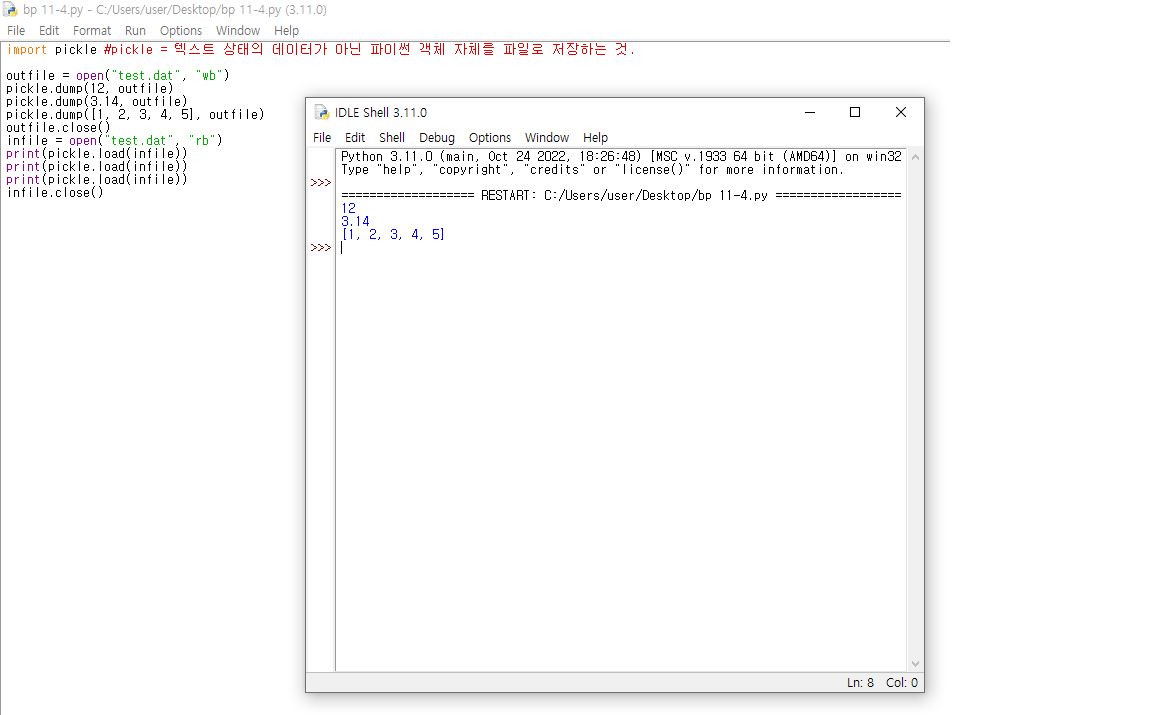 bp 11-4.py - C:/Users/user/Desktop/bp 11-4.py (3.11.0)
File Edit Format Run Options Window Help
import pickle #pickle = 텍스트 상태의 데이터가 아닌 파이썬 객체 자체를 파일로 저장하는 것.
outfile = open("test.dat", "wb")
pickle.dump(12, outfile)
pickle.dump(3.14, outfile)
pickle.dump([1, 2, 3, 4, 5], outfile)
outfile.close()
infile = open("test.dat", "rb")
print(pickle.load(infile))
print(pickle.load(infile))
print(pickle.load(infile))
infile.close()
IDLE Shell 3.11.0
File Edit Shell Debug Options Window Help
Python 3.11.0 (main, Oct 24 2022, 18:26:48) [MSC v.1933 64 bit (AMD64)] on win32
Type "help", "copyright", "credits" or "license()" for more information.
>>>
=================== RESTART: C:/Users/user/Desktop/bp 11-4.py ==================
12
3.14
[1, 2, 3, 4, 5]
>>>
Ln: 8 Col: 0